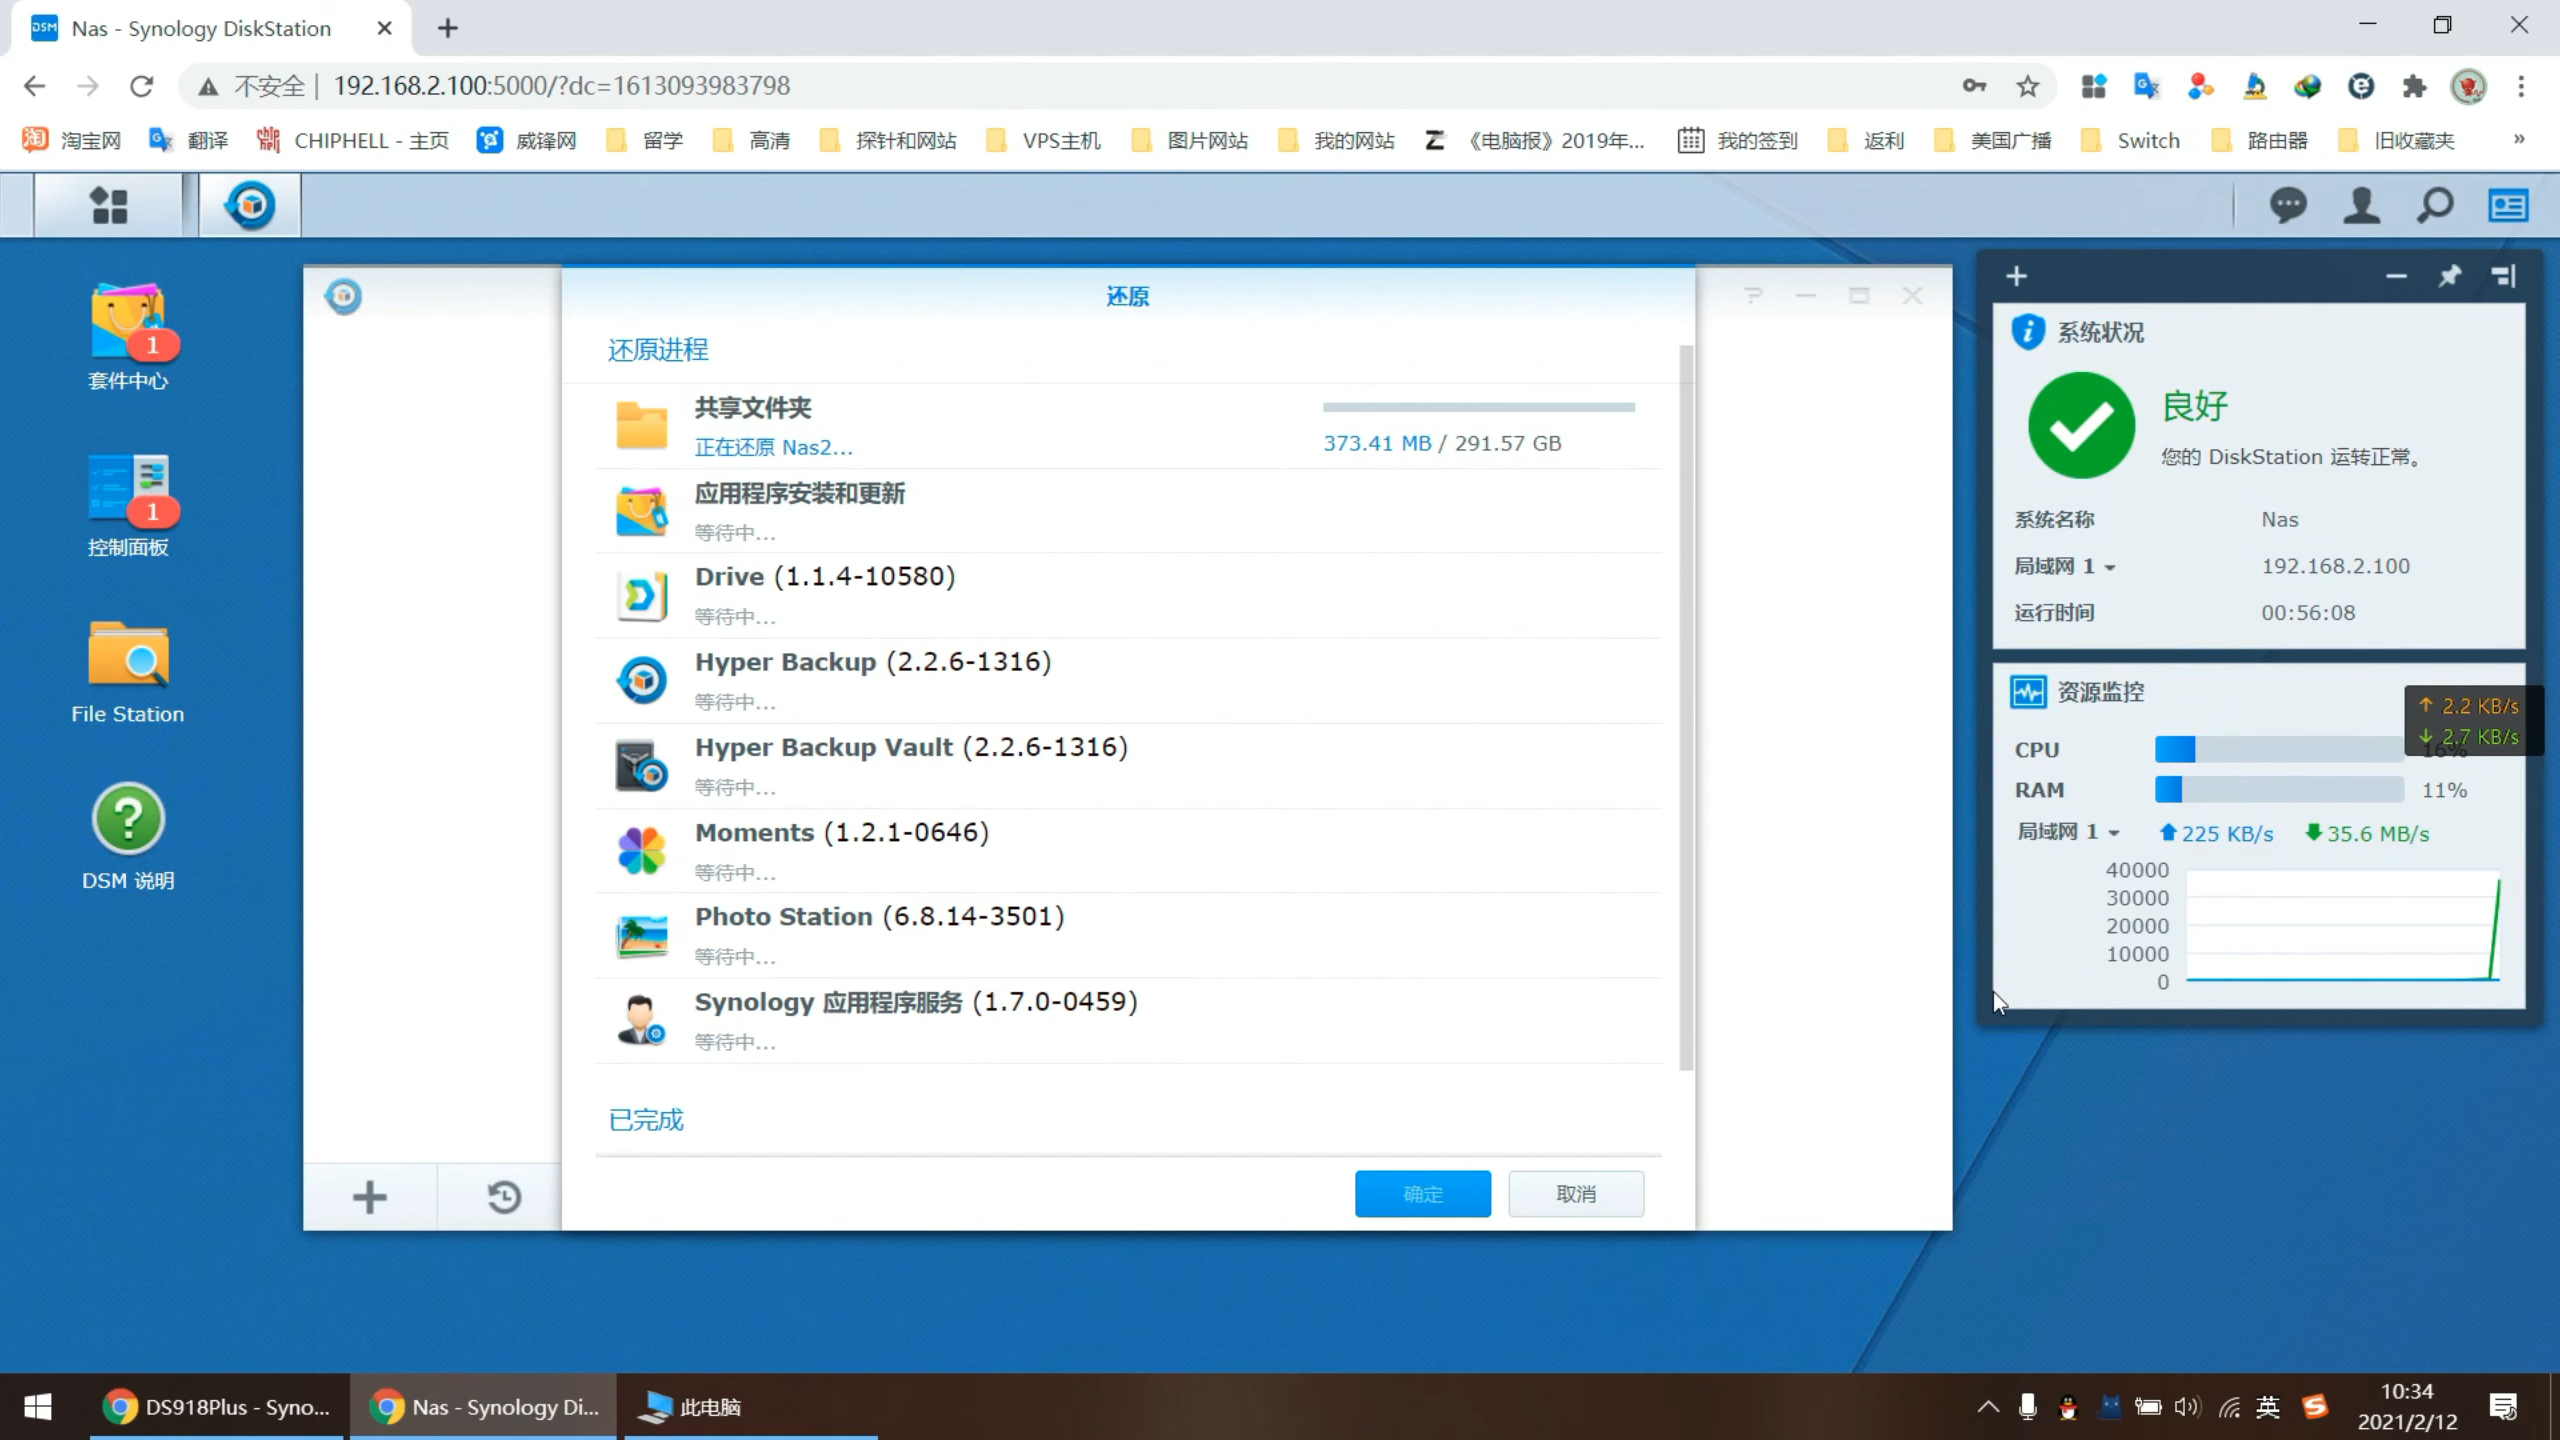 Nas - Synology DiskStation
不安全 | 192.168.2.100:5000/?dc=1613093983798
淘宝网 翻译 CHIPHELL - 主页 威锋网 留学 高清 探针和网站 VPS主机 图片网站 我的网站 《电脑报》2019年... 我的签到 返利 美国广播 Switch 路由器 旧收藏夹 »
1
套件中心
1
控制面板
File Station
DSM 说明
还原
还原进程
共享文件夹
正在还原 Nas2...
373.41 MB / 291.57 GB
应用程序安装和更新
等待中...
Drive (1.1.4-10580)
等待中...
Hyper Backup (2.2.6-1316)
等待中...
Hyper Backup Vault (2.2.6-1316)
等待中...
Moments (1.2.1-0646)
等待中...
Photo Station (6.8.14-3501)
等待中...
Synology 应用程序服务 (1.7.0-0459)
等待中...
已完成
确定 取消
系统状况
良好
您的 DiskStation 运转正常。
系统名称 Nas
局域网 1 192.168.2.100
运行时间 00:56:08
资源监控
↑ 2.2 KB/s
↓ 2.7 KB/s
CPU 16%
RAM 11%
局域网 1 225 KB/s 35.6 MB/s
40000
30000
20000
10000
0
DS918Plus - Syno... Nas - Synology Di... 此电脑
英
10:34
2021/2/12